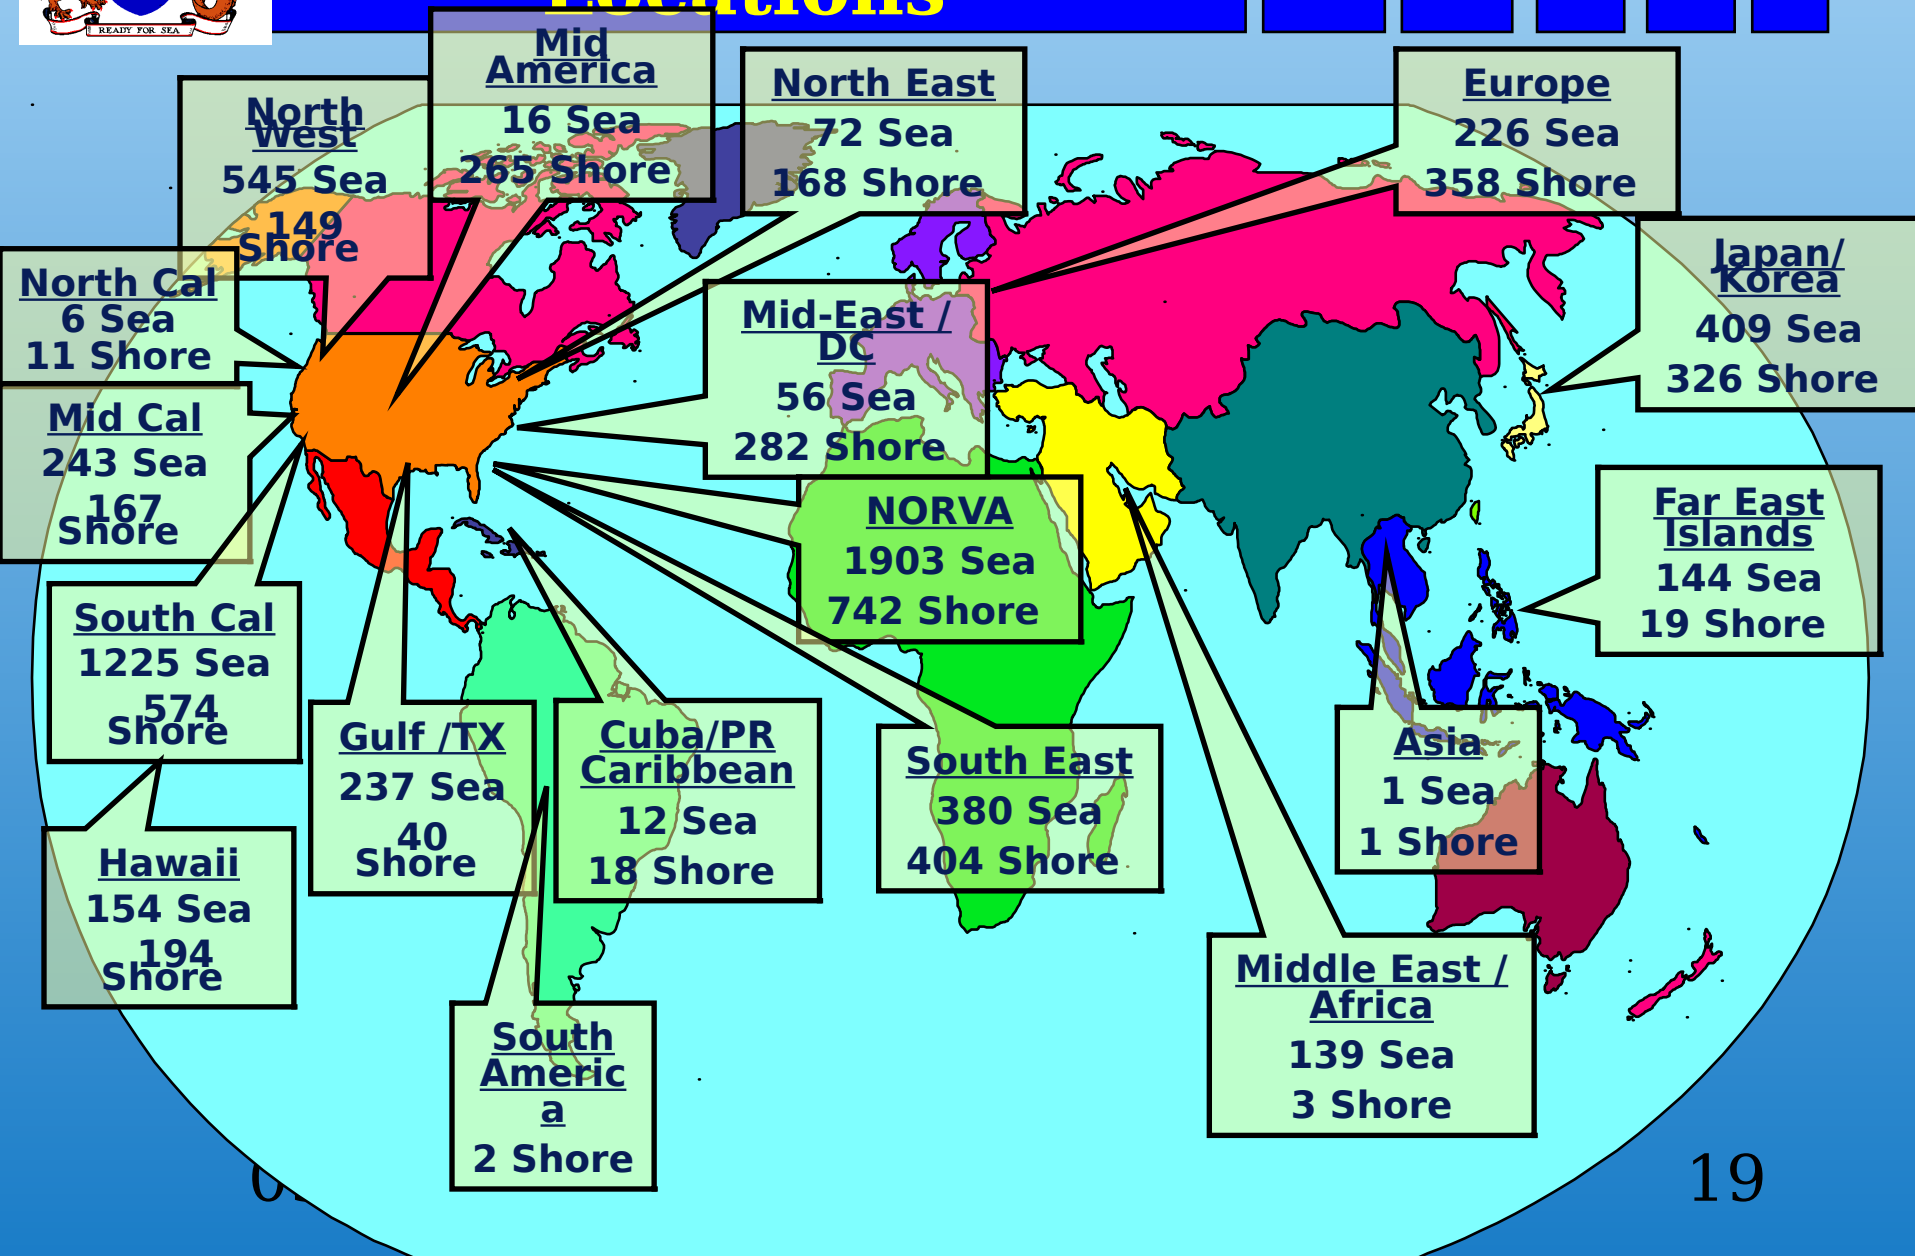 Locations
READY FOR SEA
Mid
America
16 Sea
265 Shore
North East
72 Sea
168 Shore
Europe
226 Sea
358 Shore
North
West
545 Sea
149
Shore
Japan/
Korea
409 Sea
326 Shore
North Cal
6 Sea
11 Shore
Mid-East /
DC
56 Sea
282 Shore
Mid Cal
243 Sea
167
Shore
NORVA
1903 Sea
742 Shore
Far East
Islands
144 Sea
19 Shore
South Cal
1225 Sea
574
Shore
Gulf /TX
237 Sea
40
Shore
Cuba/PR
Caribbean
12 Sea
18 Shore
South East
380 Sea
404 Shore
Asia
1 Sea
1 Shore
Hawaii
154 Sea
194
Shore
Middle East /
Africa
139 Sea
3 Shore
South
Americ
a
2 Shore
19